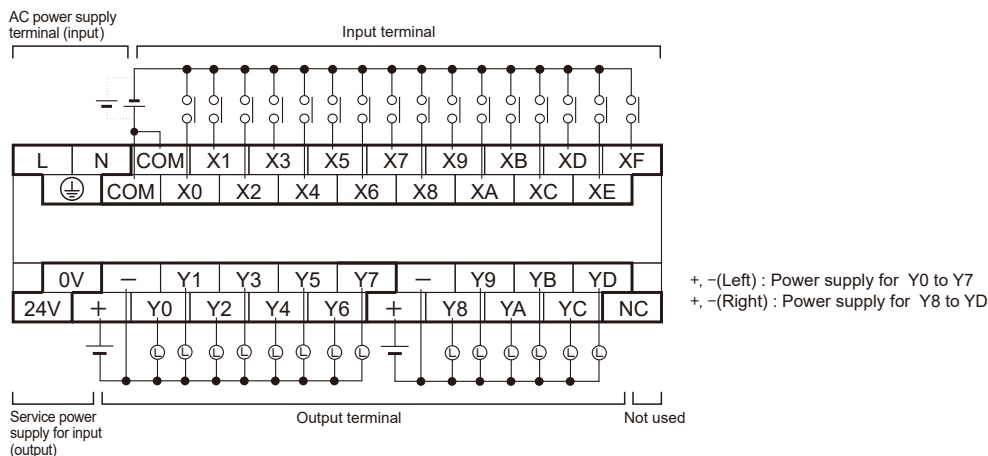 AC power supply
terminal (input)
Input terminal
L N COM X1 X3 X5 X7 X9 XB XD XF
COM X0 X2 X4 X6 X8 XA XC XE
0V − Y1 Y3 Y5 Y7 − Y9 YB YD
24V + Y0 Y2 Y4 Y6 + Y8 YA YC NC
+, −(Left) : Power supply for Y0 to Y7
+, −(Right) : Power supply for Y8 to YD
L L L L L L L L L L L L L L
Service power
supply for input
(output)
Output terminal
Not used